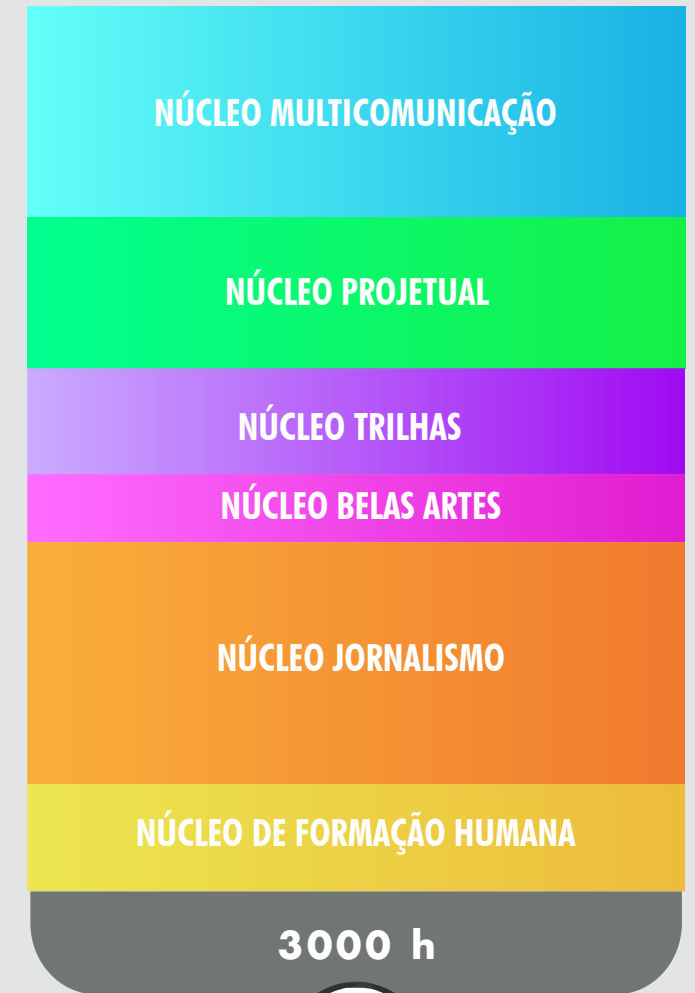 NÚCLEO MULTICOMUNICAÇÃO
NÚCLEO PROJETUAL
NÚCLEO TRILHAS
NÚCLEO BELAS ARTES
NÚCLEO JORNALISMO
NÚCLEO DE FORMAÇÃO HUMANA
3000 h